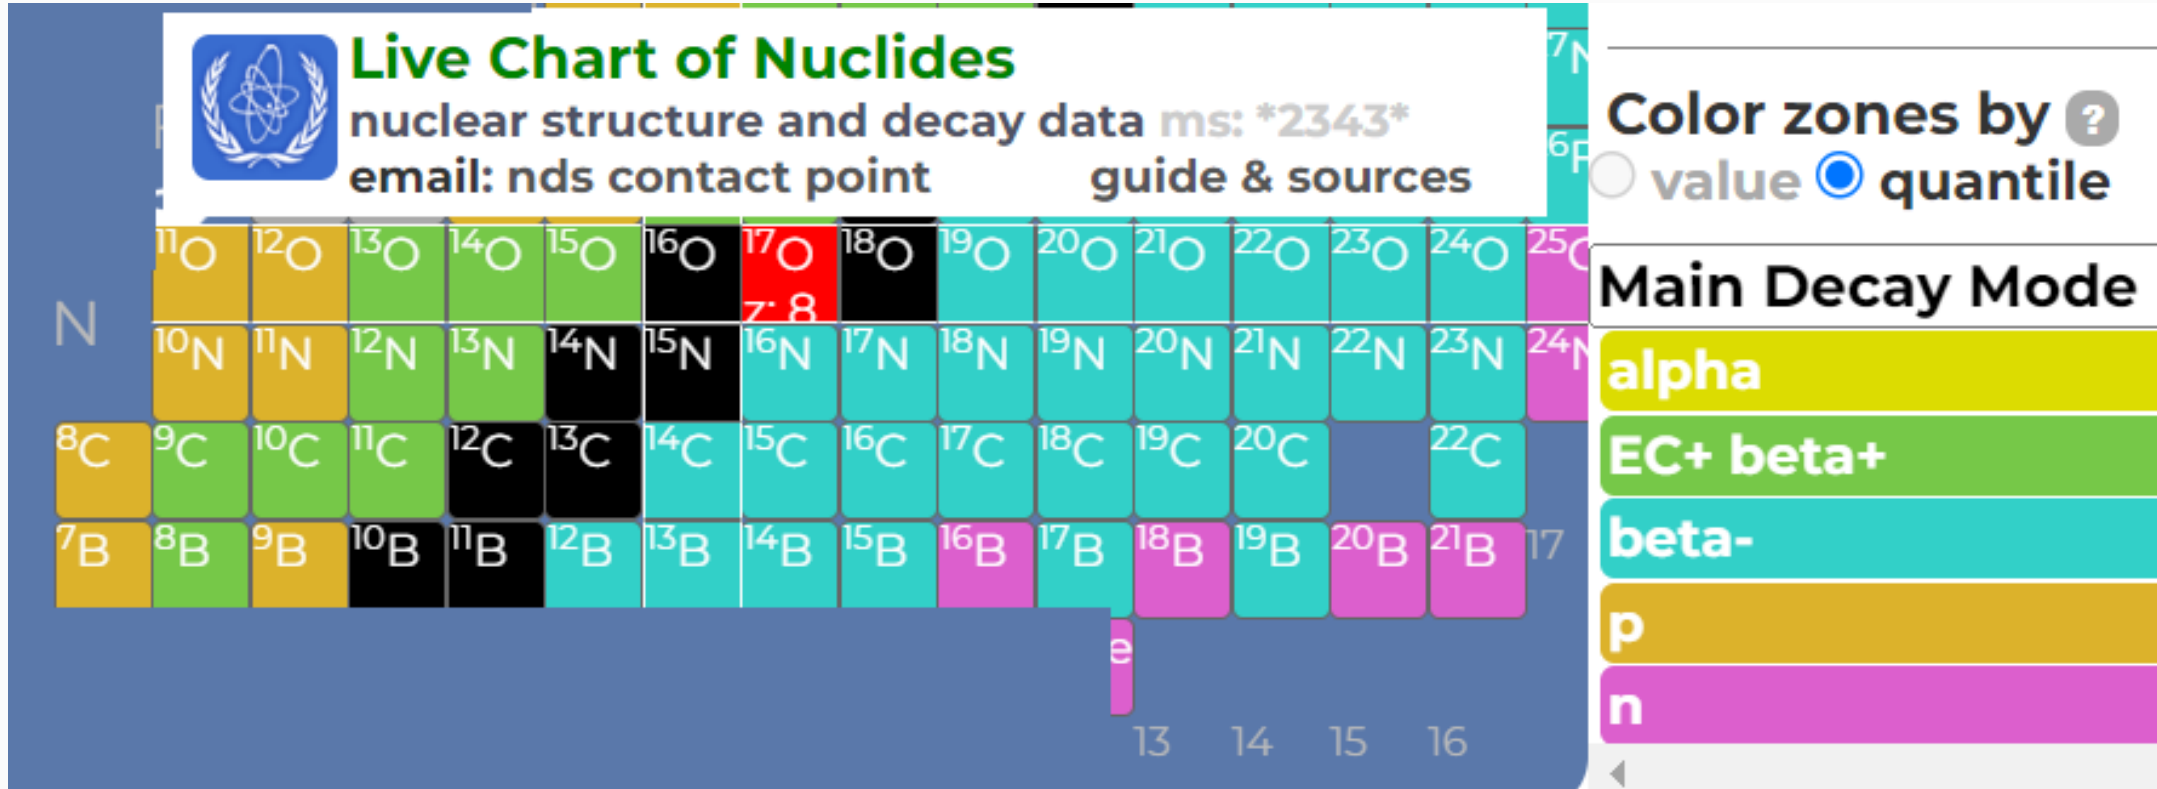 Live Chart of Nuclides
nuclear structure and decay data ms: *2343*
email: nds contact point guide & sources
7N
6F
Color zones by ?
value quantile
Main Decay Mode
alpha
EC+ beta+
beta-
p
n
11O 12O 13O 14O 15O 16O 17O 18O 19O 20O 21O 22O 23O 24O 25O
z: 8
N
10N 11N 12N 13N 14N 15N 16N 17N 18N 19N 20N 21N 22N 23N 24N
8C 9C 10C 11C 12C 13C 14C 15C 16C 17C 18C 19C 20C 22C
7B 8B 9B 10B 11B 12B 13B 14B 15B 16B 17B 18B 19B 20B 21B 17
e
13 14 15 16